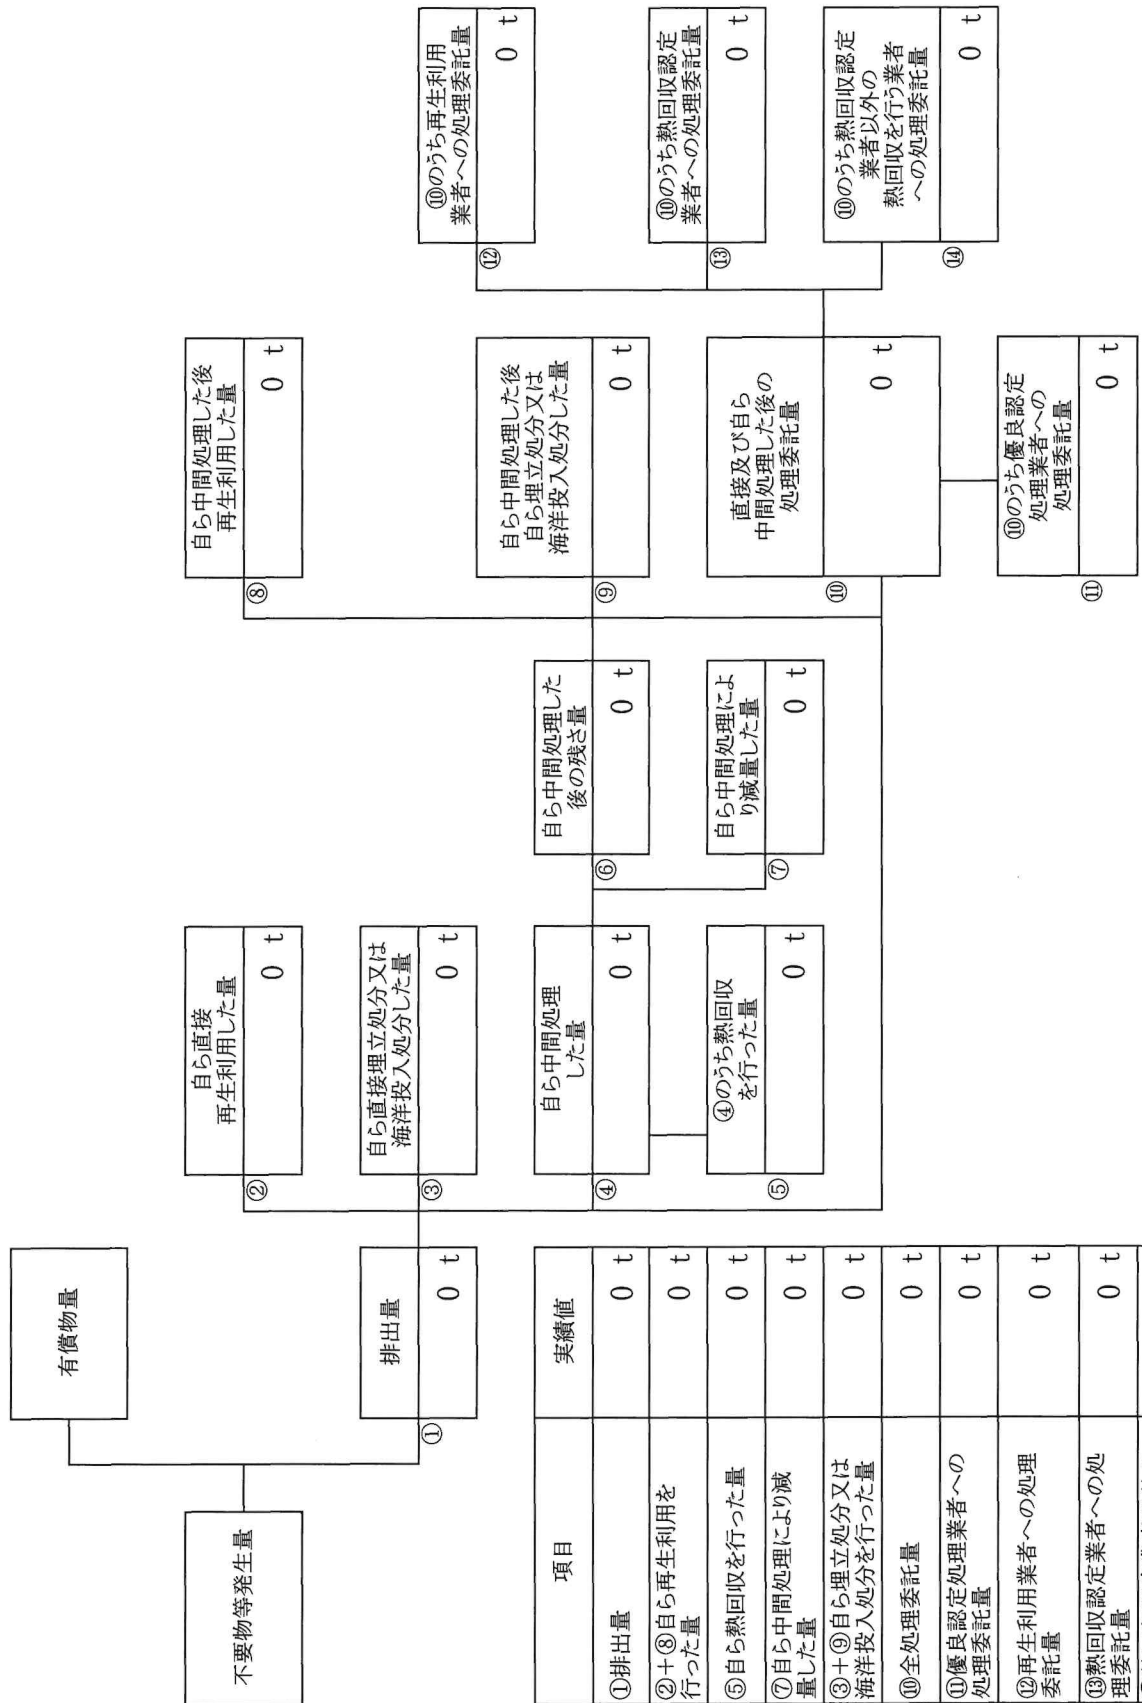 不要物等発生量
有償物量
①
排出量
0 t
②
自ら直接
再生利用した量
0 t
③
自ら直接埋立処分又は
海洋投入処分した量
0 t
④
自ら中間処理
した量
0 t
⑤
④のうち熱回収
を行った量
0 t
⑥
自ら中間処理した
後の残さ量
0 t
⑦
自ら中間処理によ
り減量した量
0 t
⑧
自ら中間処理した後
再生利用した量
0 t
⑨
自ら中間処理した後
自ら埋立処分又は
海洋投入処分した量
0 t
⑩
直接及び自ら
中間処理した後の
処理委託量
0 t
⑪
⑩のうち優良認定
処理業者への
処理委託量
0 t
⑫
⑩のうち再生利用
業者への処理委託量
0 t
⑬
⑩のうち熱回収認定
業者への処理委託量
0 t
⑭
⑩のうち熱回収認定
業者以外の
熱回収を行う業者
への処理委託量
0 t
項目
実績値
①排出量
0 t
②+⑧自ら再生利用を
行った量
0 t
⑤自ら熱回収を行った量
0 t
⑦自ら中間処理により減
量した量
0 t
③+⑨自ら埋立処分又は
海洋投入処分を行った量
0 t
⑩全処理委託量
0 t
⑪優良認定処理業者への
処理委託量
0 t
⑫再生利用業者への処理
委託量
0 t
⑬熱回収認定業者への処
理委託量
0 t